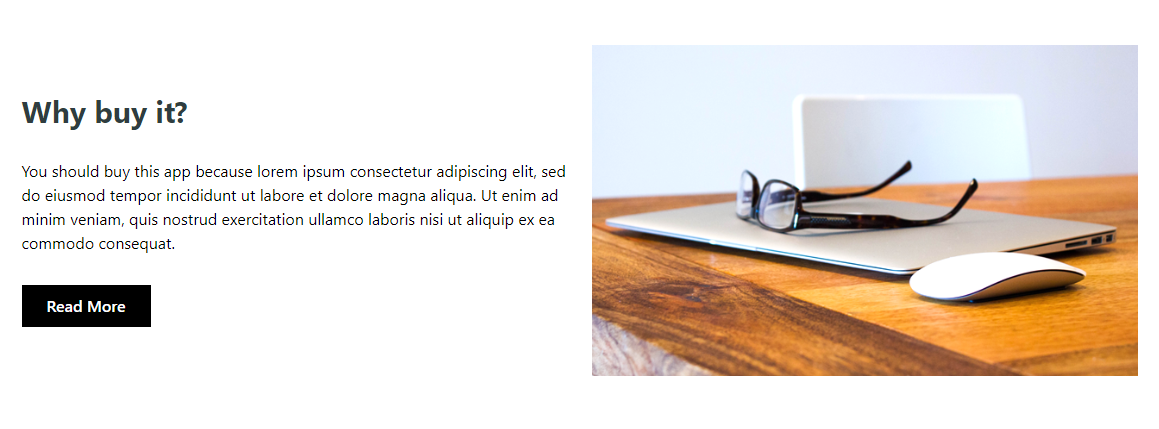 Why buy it?
You should buy this app because lorem ipsum consectetur adipiscing elit, sed
do eiusmod tempor incididunt ut labore et dolore magna aliqua. Ut enim ad
minim veniam, quis nostrud exercitation ullamco laboris nisi ut aliquip ex ea
commodo consequat.
Read More